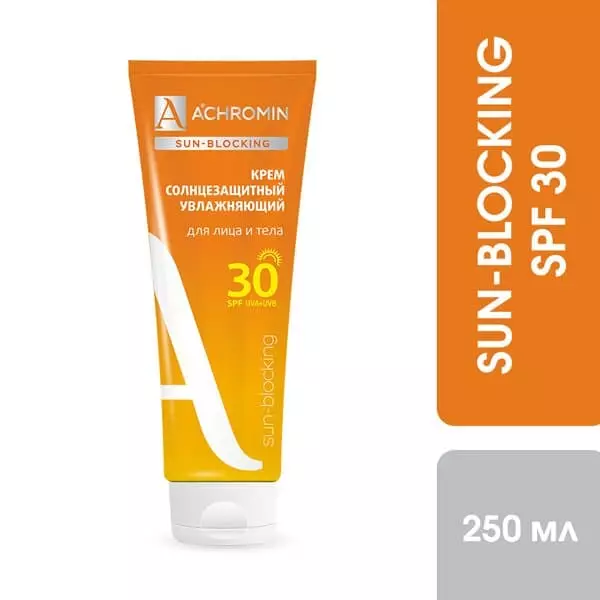 A
ACHROMIN
SUN-BLOCKING
КРЕМ
СОЛНЦЕЗАЩИТНЫЙ
УВЛАЖНЯЮЩИЙ
для лица и тела
30
SPF UVA+UVB
sun-blocking
SUN-BLOCKING
SPF 30
250 МЛ